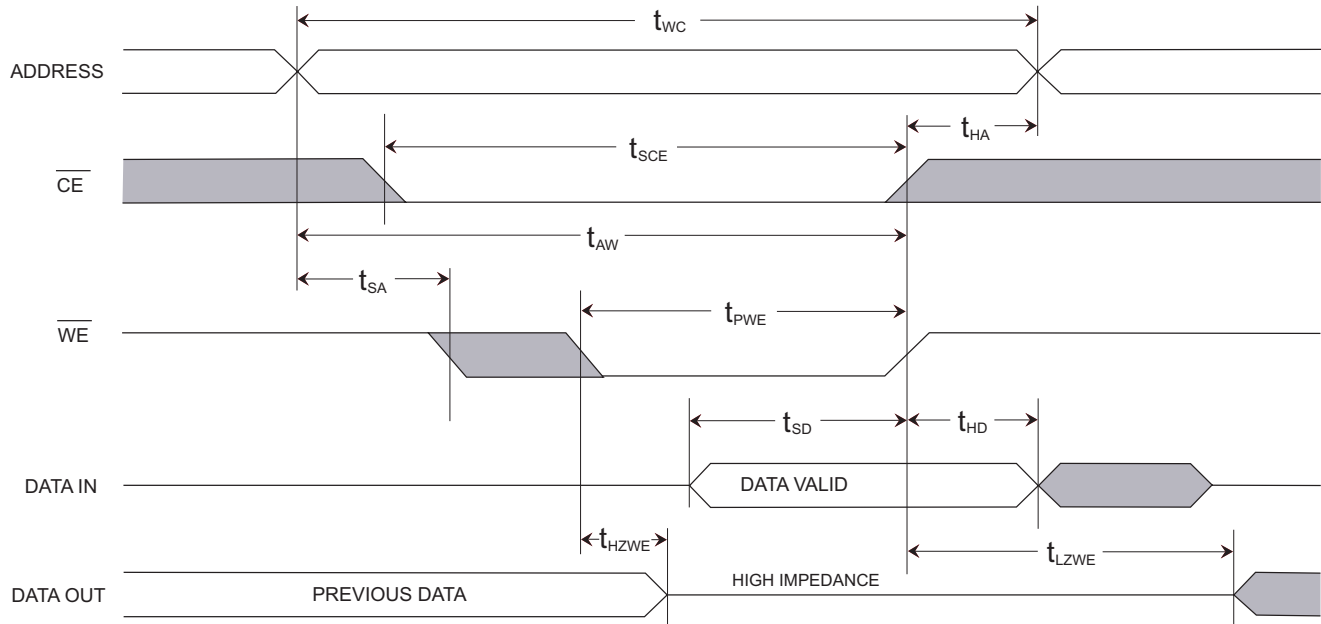 tWC
ADDRESS
tHA
tSCE
CE
tAW
tSA
tPWE
WE
tSD
tHD
DATA IN
DATA VALID
tHZWE
tLZWE
HIGH IMPEDANCE
DATA OUT
PREVIOUS DATA